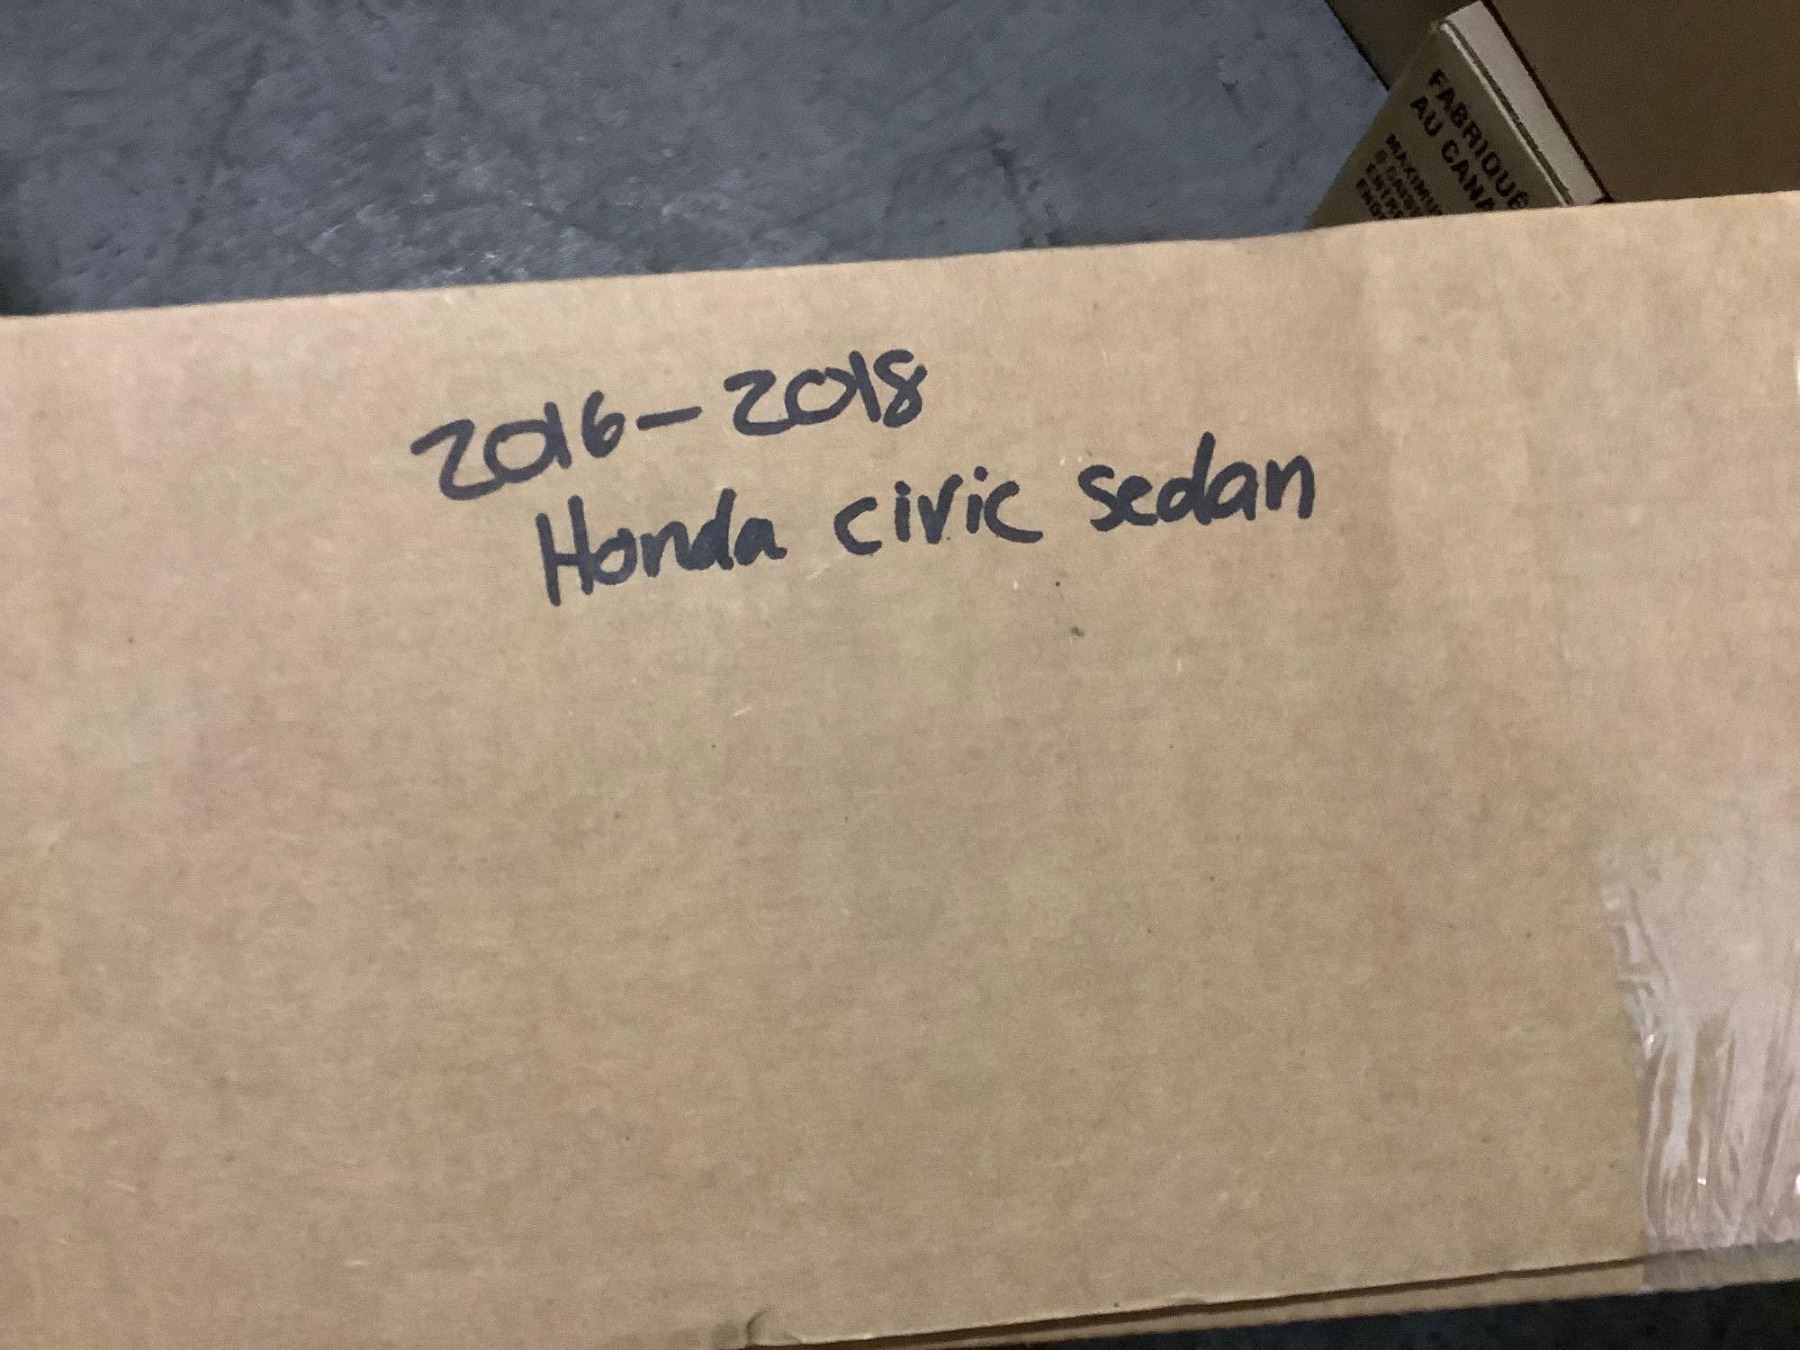 2016-2018
Honda civic sedan
FABRIQUÉ
AU CANA